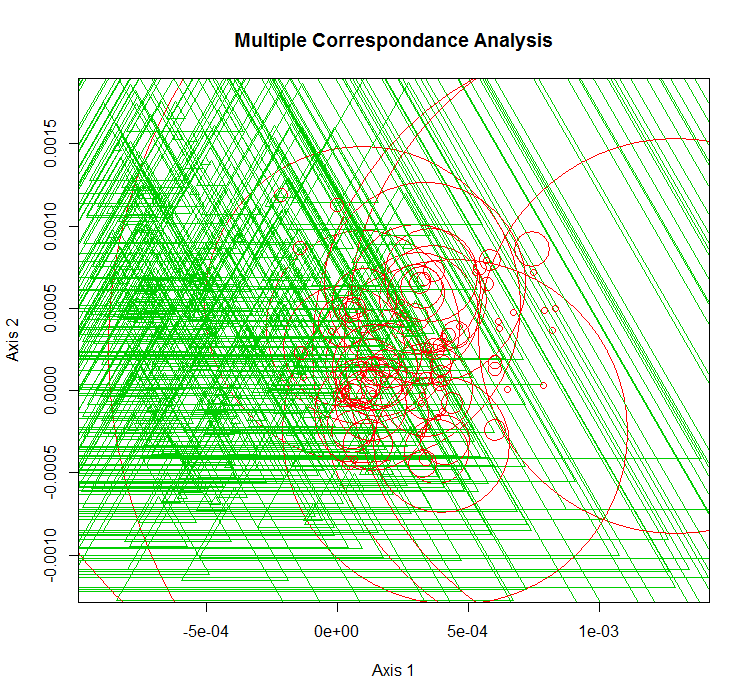 Multiple Correspondance Analysis
Axis 2
0.0015
0.0010
0.0005
0.0000
-0.0005
-0.0010
-5e-04
0e+00
5e-04
1e-03
Axis 1